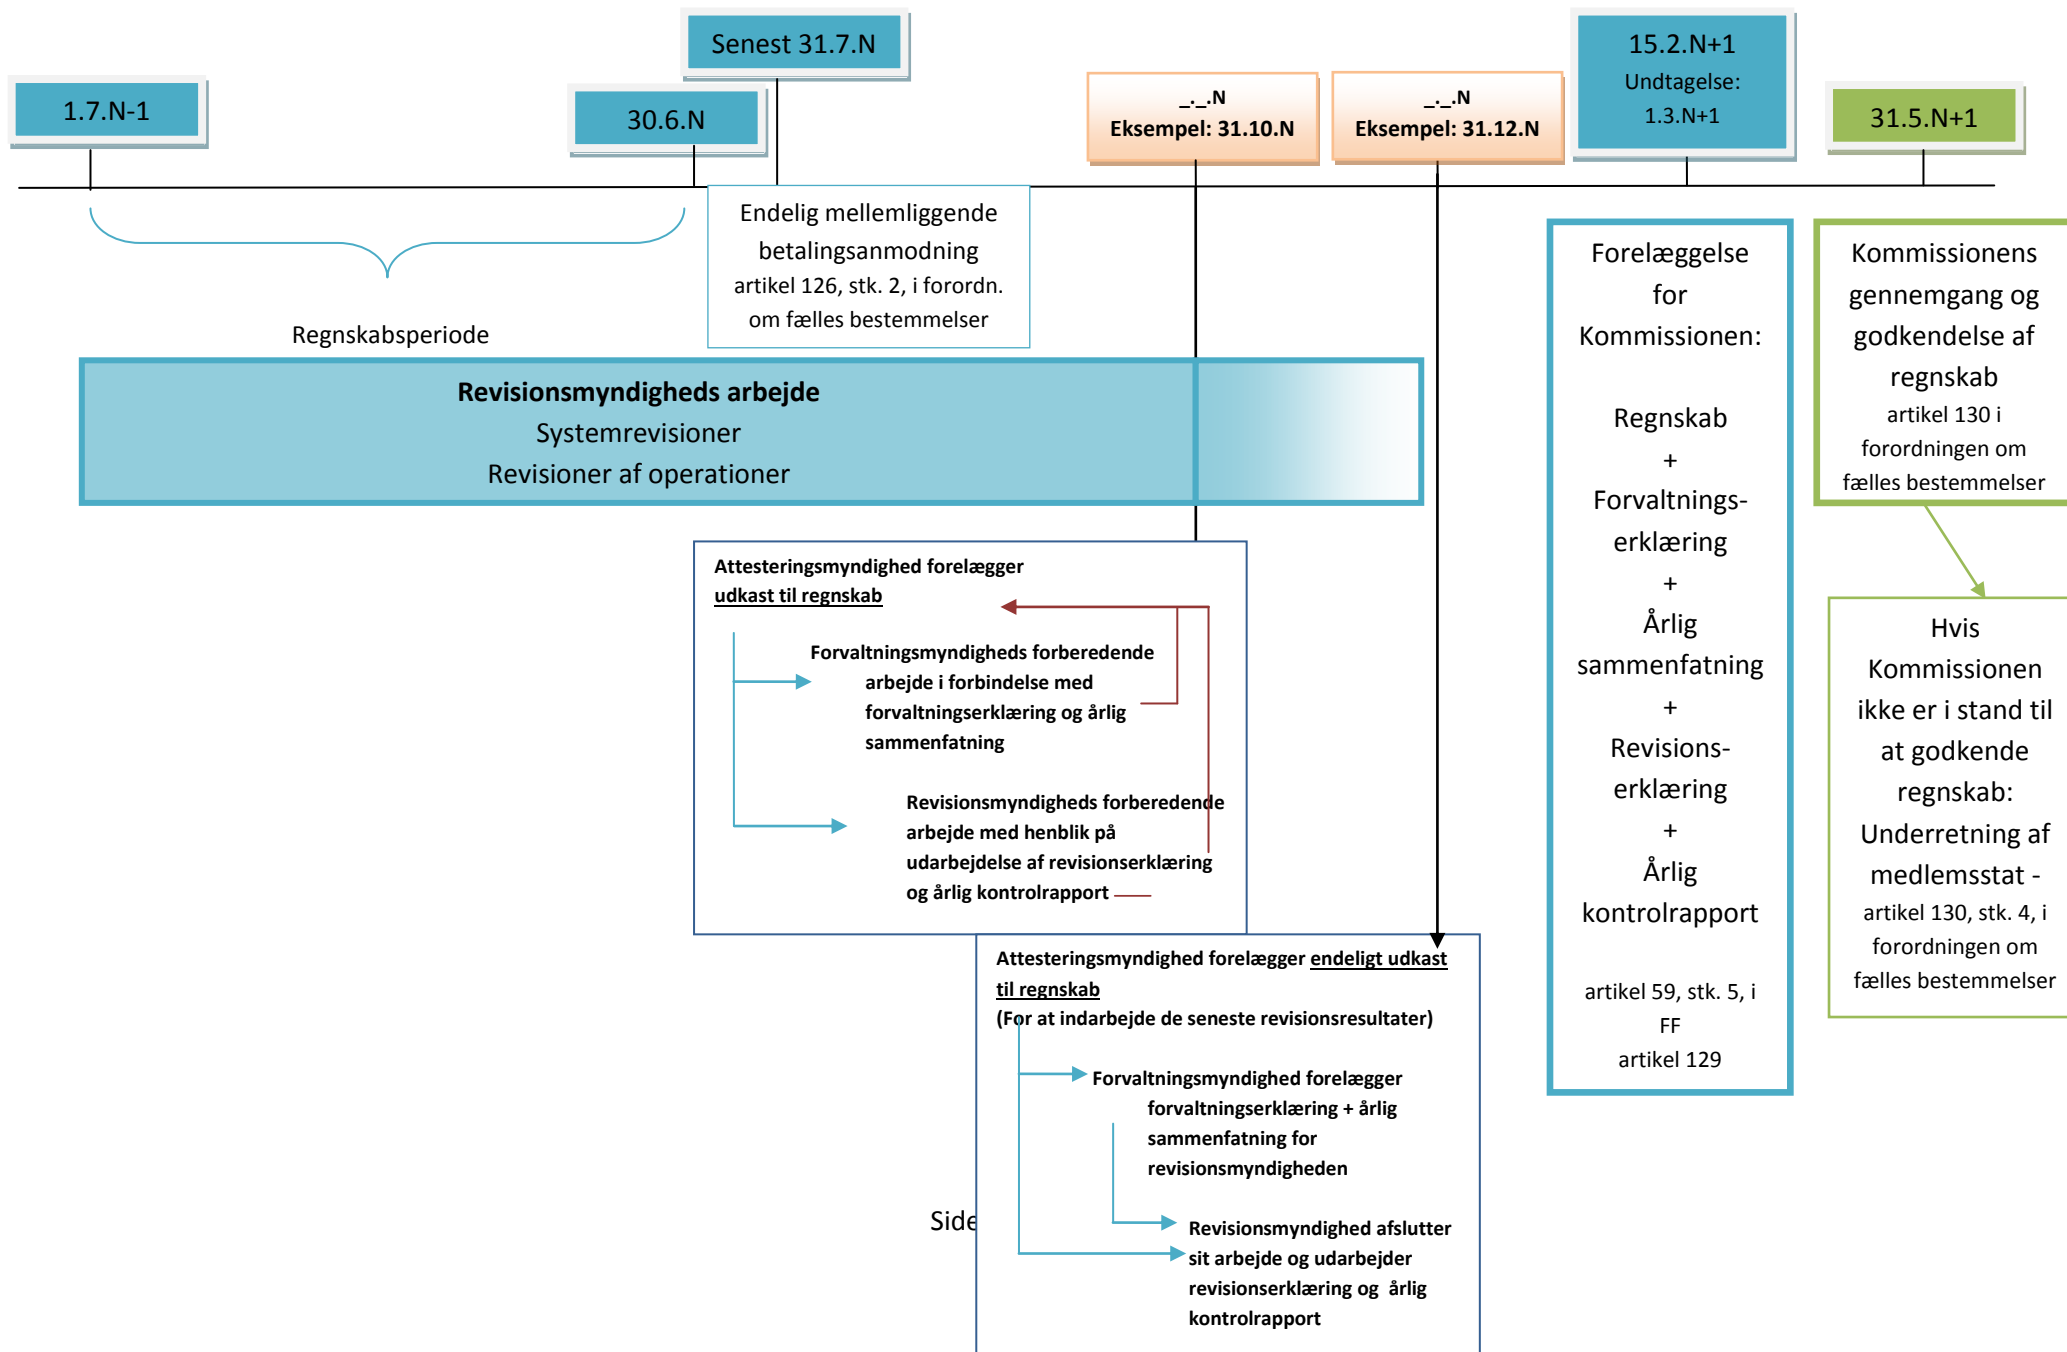 Senest 31.7.N
1.7.N-1
30.6.N
_._.N
Eksempel: 31.10.N
_._.N
Eksempel: 31.12.N
15.2.N+1
Undtagelse:
1.3.N+1
31.5.N+1
Regnskabsperiode
Endelig mellemliggende
betalingsanmodning
artikel 126, stk. 2, i forordn.
om fælles bestemmelser
Revisionsmyndigheds arbejde
Systemrevisioner
Revisioner af operationer
Attesteringsmyndighed forelægger
udkast til regnskab
Forvaltningsmyndigheds forberedende
arbejde i forbindelse med
forvaltningserklæring og årlig
sammenfatning
Revisionsmyndigheds forberedende
arbejde med henblik på
udarbejdelse af revisionserklæring
og årlig kontrolrapport
Attesteringsmyndighed forelægger endeligt udkast
til regnskab
(For at indarbejde de seneste revisionsresultater)
Forvaltningsmyndighed forelægger
forvaltningserklæring + årlig
sammenfatning for
revisionsmyndigheden
Revisionsmyndighed afslutter
sit arbejde og udarbejder
revisionserklæring og årlig
kontrolrapport
Side
Forelæggelse
for
Kommissionen:
Regnskab
+
Forvaltnings-
erklæring
+
Årlig
sammenfatning
+
Revisions-
erklæring
+
Årlig
kontrolrapport
artikel 59, stk. 5, i
FF
artikel 129
Kommissionens
gennemgang og
godkendelse af
regnskab
artikel 130 i
forordningen om
fælles bestemmelser
Hvis
Kommissionen
ikke er i stand til
at godkende
regnskab:
Underretning af
medlemsstat -
artikel 130, stk. 4, i
forordningen om
fælles bestemmelser